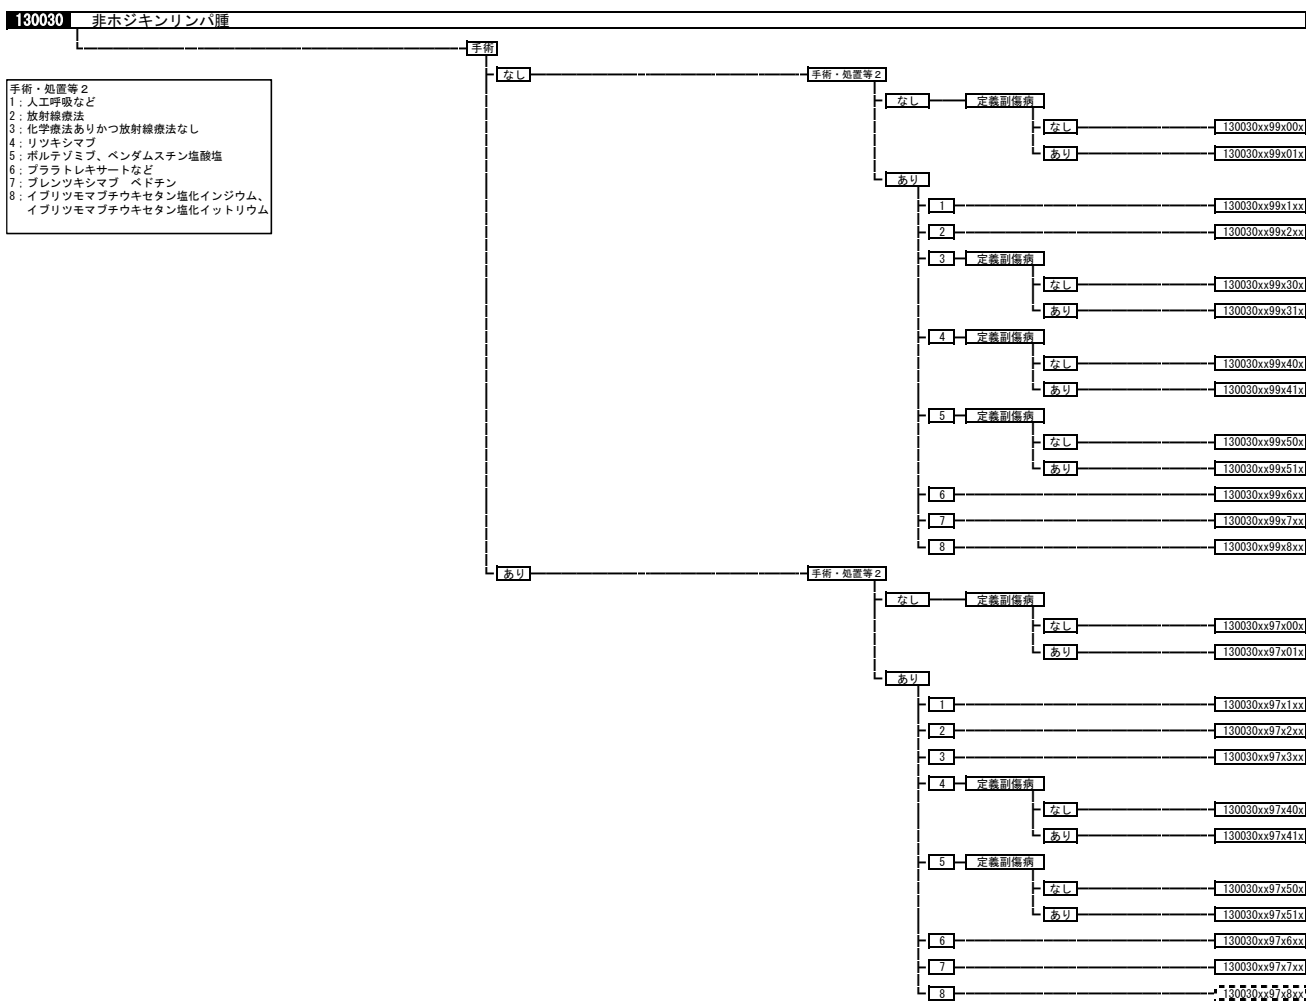 130030 非ホジキンリンパ腫
手術
なし 手術・処置等2
手術・処置等2
1：人工呼吸など
2：放射線療法
3：化学療法ありかつ放射線療法なし
4：リツキシマブ
5：ボルテゾミブ、ベンダムスチン塩酸塩
6：プララトレキサートなど
7：ブレンツキシマブ　ベドチン
8：イブリツモマブチウキセタン塩化インジウム、
イブリツモマブチウキセタン塩化イットリウム
なし 定義副傷病
なし 130030xx99x00x
あり 130030xx99x01x
あり
1 130030xx99x1xx
2 130030xx99x2xx
3 定義副傷病
なし 130030xx99x30x
あり 130030xx99x31x
4 定義副傷病
なし 130030xx99x40x
あり 130030xx99x41x
5 定義副傷病
なし 130030xx99x50x
あり 130030xx99x51x
6 130030xx99x6xx
7 130030xx99x7xx
8 130030xx99x8xx
あり 手術・処置等2
なし 定義副傷病
なし 130030xx97x00x
あり 130030xx97x01x
あり
1 130030xx97x1xx
2 130030xx97x2xx
3 130030xx97x3xx
4 定義副傷病
なし 130030xx97x40x
あり 130030xx97x41x
5 定義副傷病
なし 130030xx97x50x
あり 130030xx97x51x
6 130030xx97x6xx
7 130030xx97x7xx
8 130030xx97x8xx